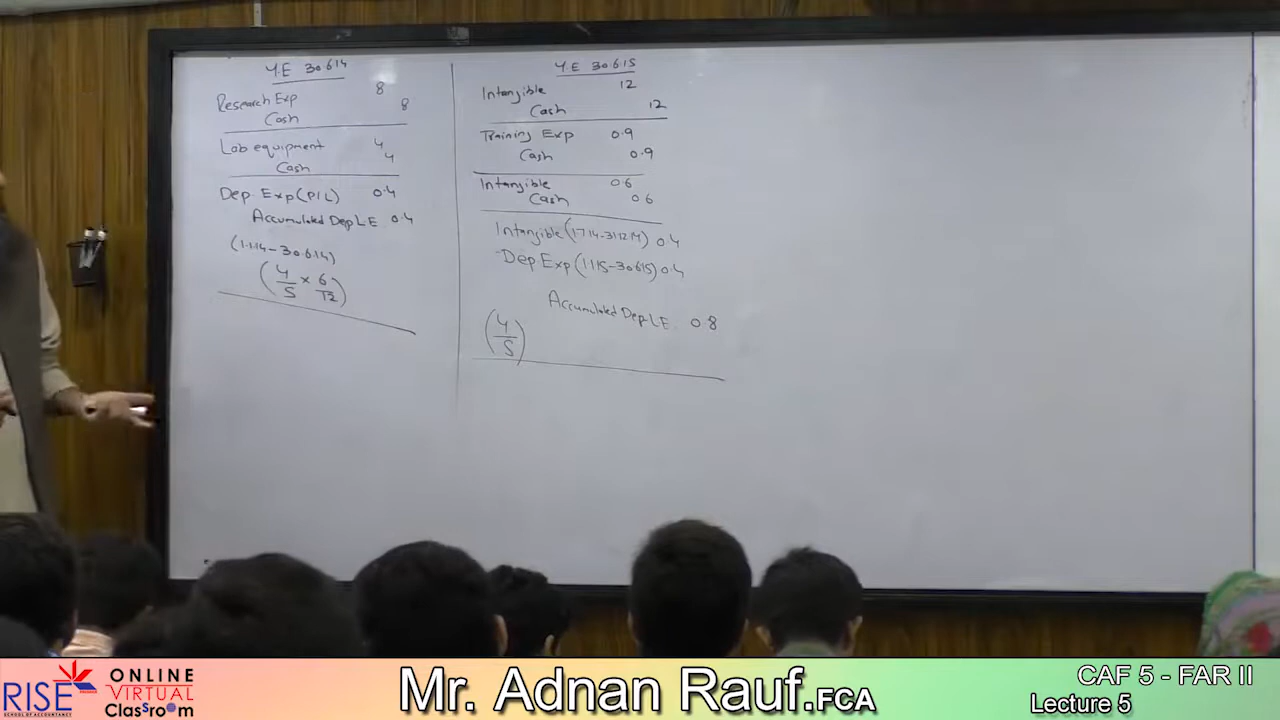 Y.E 30.6.14
Research Exp 8
Cash 8
Lab equipment 4
Cash 4
Dep. Exp (P/L) 0.4
Accumulated Dep LE 0.4
(1.1.14 - 30.6.14)
(4/5 × 6/12)
Y.E 30.6.15
Intangible 12
Cash 12
Training Exp 0.9
Cash 0.9
Intangible 0.6
Cash 0.6
Intangible (1.7.14-31.12.14) 0.4
Dep Exp (1.1.15-30.6.15) 0.4
Accumulated Dep LE 0.8
(4/5)
RISE
SCHOOL OF ACCOUNTANCY
ONLINE
VIRTUAL
Classroom
Mr. Adnan Rauf.FCA
CAF 5 - FAR II
Lecture 5